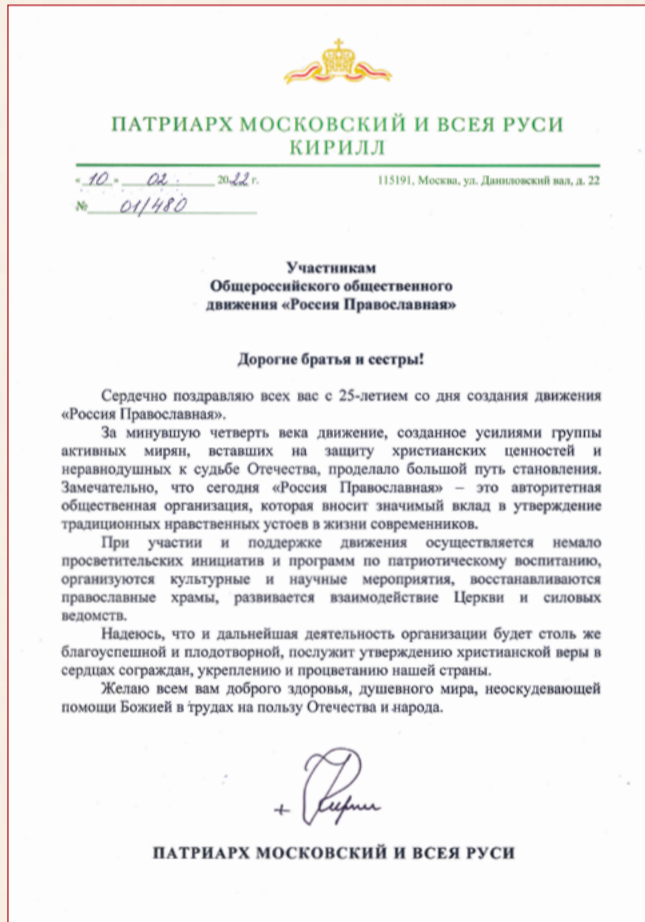 ПАТРИАРХ МОСКОВСКИЙ И ВСЕЯ РУСИ
КИРИЛЛ
«10» 02. 2022 г.
115191, Москва, ул. Даниловский вал, д. 22
№ 01/480
Участникам
Общероссийского общественного
движения «Россия Православная»
Дорогие братья и сестры!
Сердечно поздравляю всех вас с 25-летием со дня создания движения
«Россия Православная».
За минувшую четверть века движение, созданное усилиями группы
активных мирян, вставших на защиту христианских ценностей и
неравнодушных к судьбе Отечества, проделало большой путь становления.
Замечательно, что сегодня «Россия Православная» – это авторитетная
общественная организация, которая вносит значимый вклад в утверждение
традиционных нравственных устоев в жизни современников.
При участии и поддержке движения осуществляется немало
просветительских инициатив и программ по патриотическому воспитанию,
организуются культурные и научные мероприятия, восстанавливаются
православные храмы, развивается взаимодействие Церкви и силовых
ведомств.
Надеюсь, что и дальнейшая деятельность организации будет столь же
благоуспешной и плодотворной, послужит утверждению христианской веры в
сердцах сограждан, укреплению и процветанию нашей страны.
Желаю всем вам доброго здоровья, душевного мира, неоскудевающей
помощи Божией в трудах на пользу Отечества и народа.
+ Кирилл
ПАТРИАРХ МОСКОВСКИЙ И ВСЕЯ РУСИ